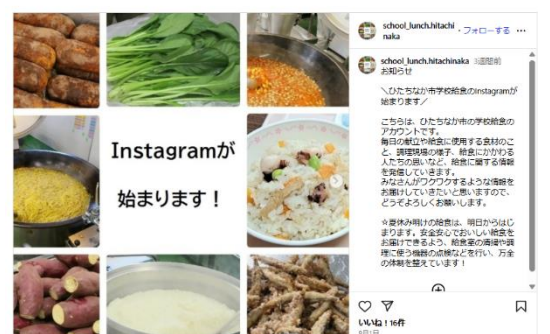 Instagramが
始まります！
school_lunch.hitachi
naka
・フォローする
school_lunch.hitachinaka 3週間前
お知らせ
＼ひたちなか市学校給食のInstagramが
始まります／
こちらは、ひたちなか市の学校給食の
アカウントです。
毎日の献立や給食に使用する食材のこ
と、調理現場の様子、給食にかかわる
人たちの思いなど、給食に関する情報
を発信していきます。
みなさんがワクワクするような情報を
お届けしていきたいと思いますので、
どうぞよろしくお願いします。
☆夏休み明けの給食は、明日からはじ
まります。安全安心でおいしい給食を
お届けできるよう、給食室の清掃や調
理に使う機器の点検などを行い、万全
の体制を整えています！
いいね！16件